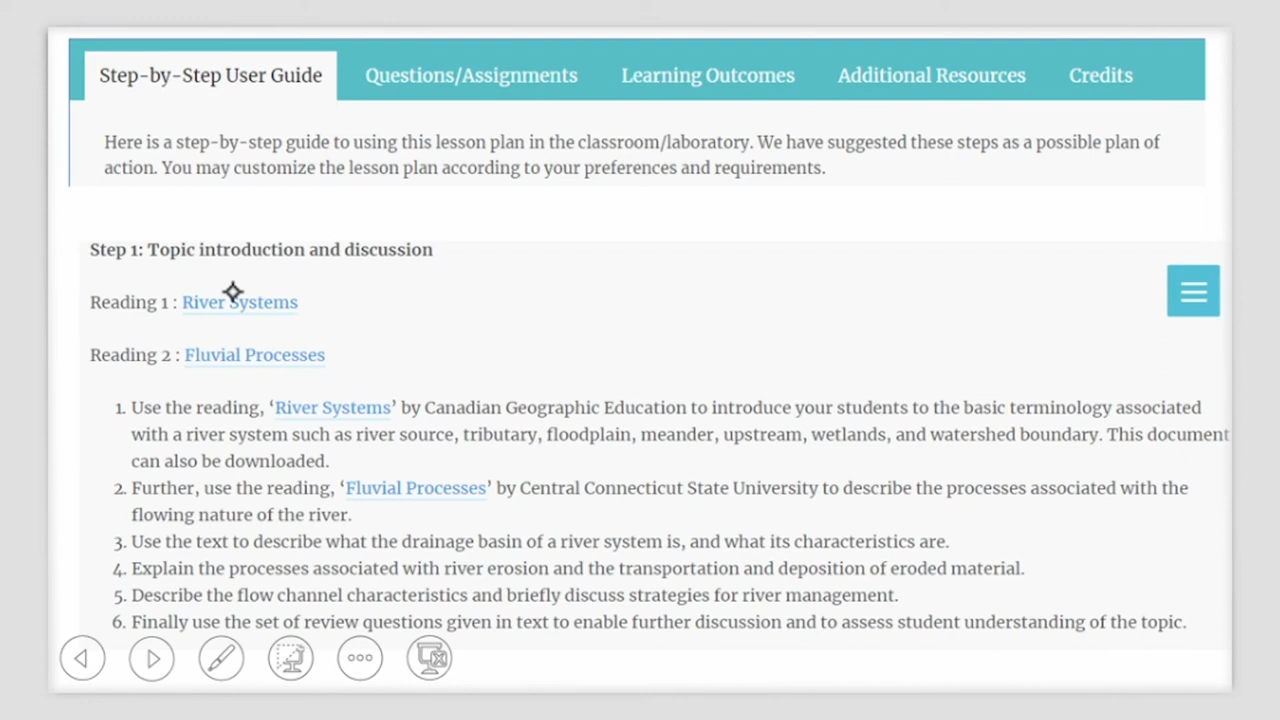 Step-by-Step User Guide Questions/Assignments Learning Outcomes Additional Resources Credits
Here is a step-by-step guide to using this lesson plan in the classroom/laboratory. We have suggested these steps as a possible plan of
action. You may customize the lesson plan according to your preferences and requirements.
Step 1: Topic introduction and discussion
Reading 1 : River Systems
Reading 2 : Fluvial Processes
1. Use the reading, ‘River Systems’ by Canadian Geographic Education to introduce your students to the basic terminology associated
with a river system such as river source, tributary, floodplain, meander, upstream, wetlands, and watershed boundary. This document
can also be downloaded.
2. Further, use the reading, ‘Fluvial Processes’ by Central Connecticut State University to describe the processes associated with the
flowing nature of the river.
3. Use the text to describe what the drainage basin of a river system is, and what its characteristics are.
4. Explain the processes associated with river erosion and the transportation and deposition of eroded material.
5. Describe the flow channel characteristics and briefly discuss strategies for river management.
6. Finally use the set of review questions given in text to enable further discussion and to assess student understanding of the topic.